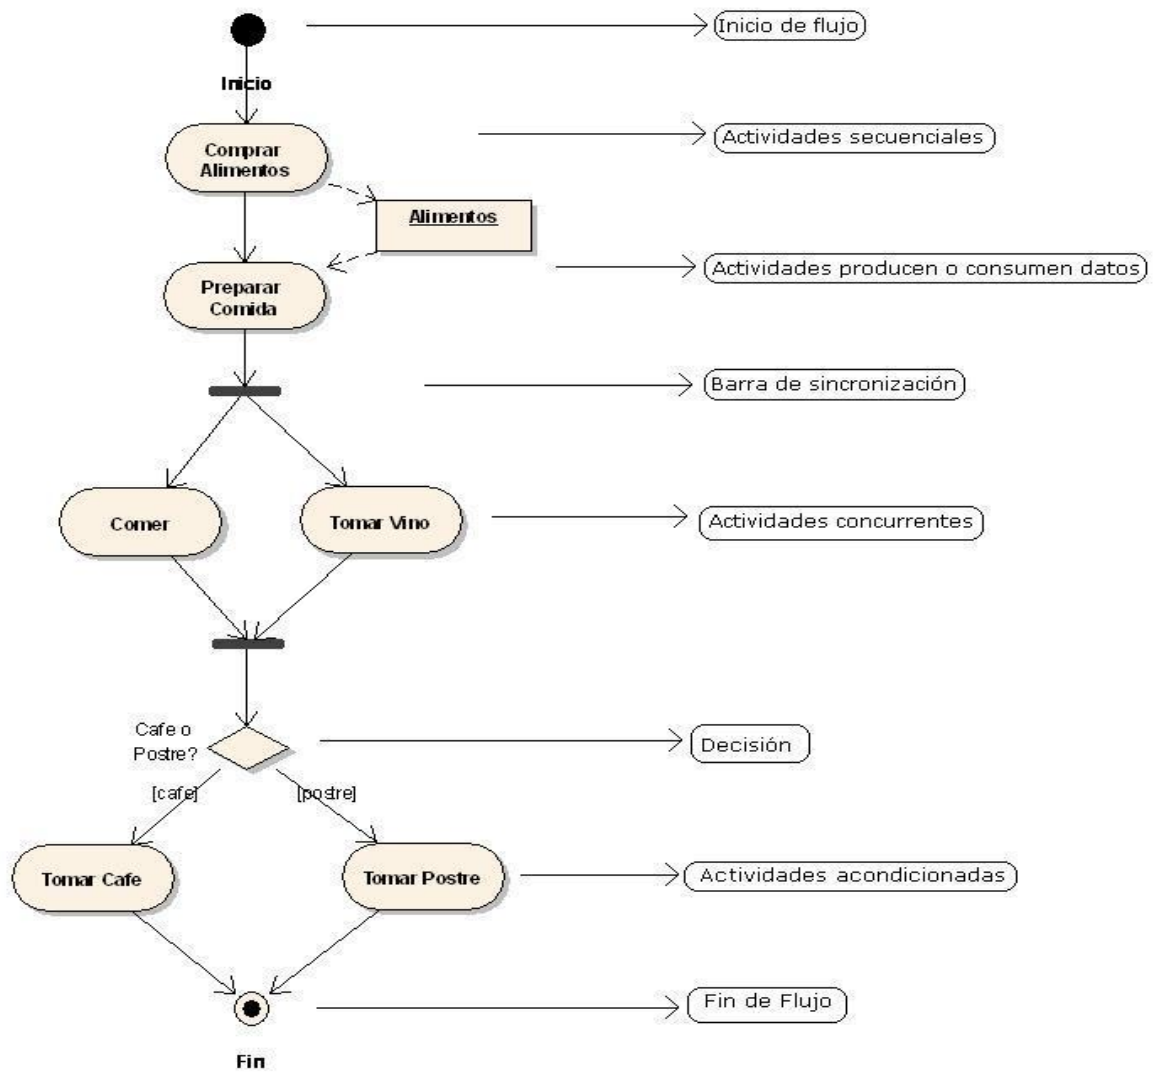 Inicio de flujo
Inicio
Comprar
Alimentos
Actividades secuenciales
Alimentos
Actividades producen o consumen datos
Preparar
Comida
Barra de sincronización
Comer
Tomar Vino
Actividades concurrentes
Cafe o
Postre?
Decisión
[cafe]
[postre]
Tomar Cafe
Tomar Postre
Actividades acondicionadas
Fin de Flujo
Fin